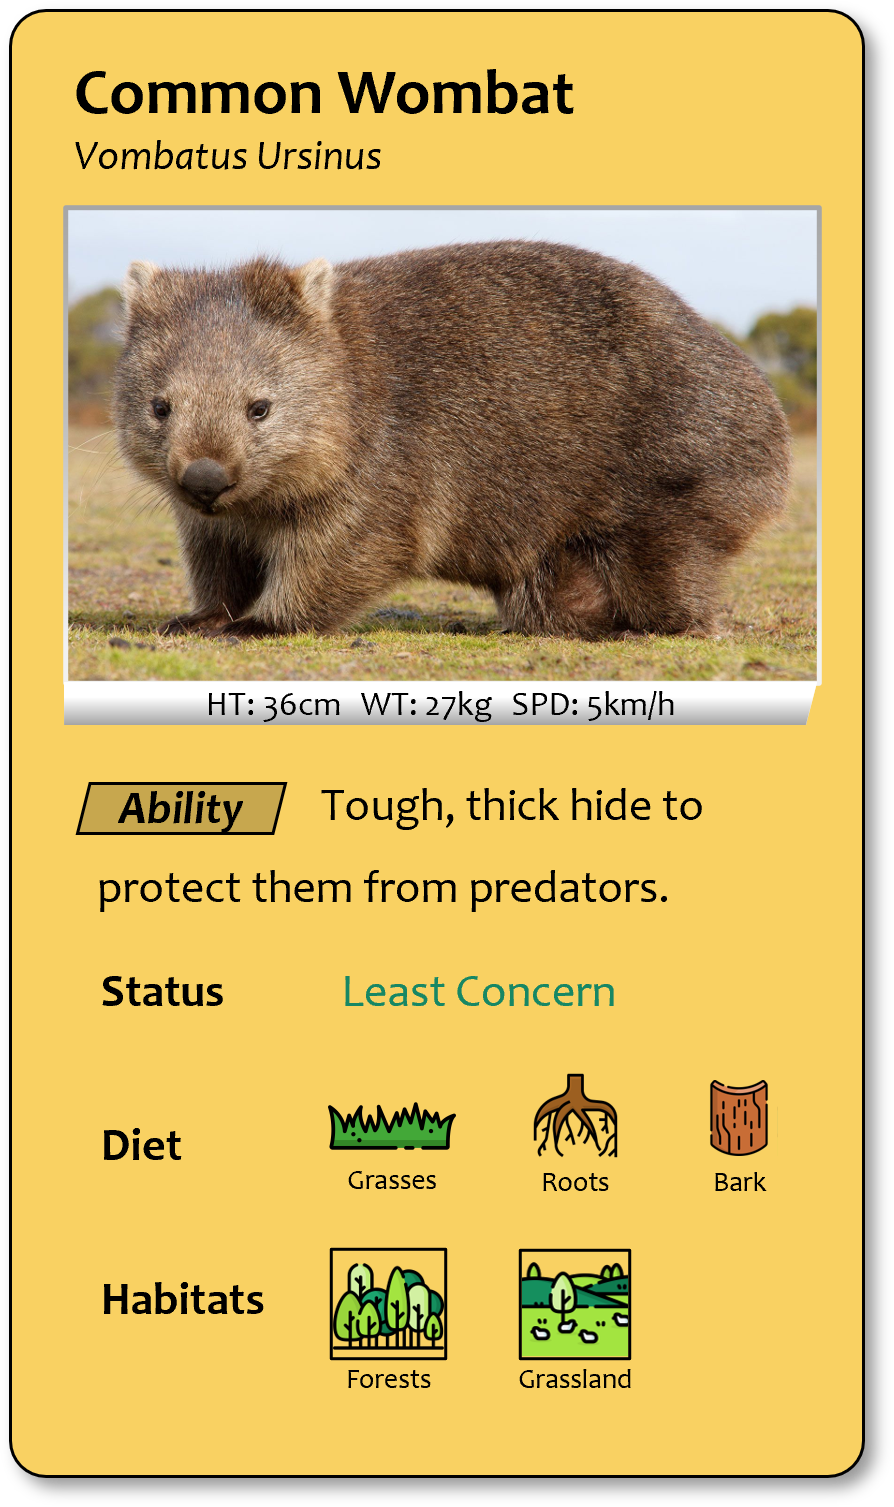 Common Wombat
Vombatus Ursinus
HT: 36cm WT: 27kg SPD: 5km/h
Ability Tough, thick hide to
protect them from predators.
Status Least Concern
Diet
Grasses Roots Bark
Habitats
Forests Grassland